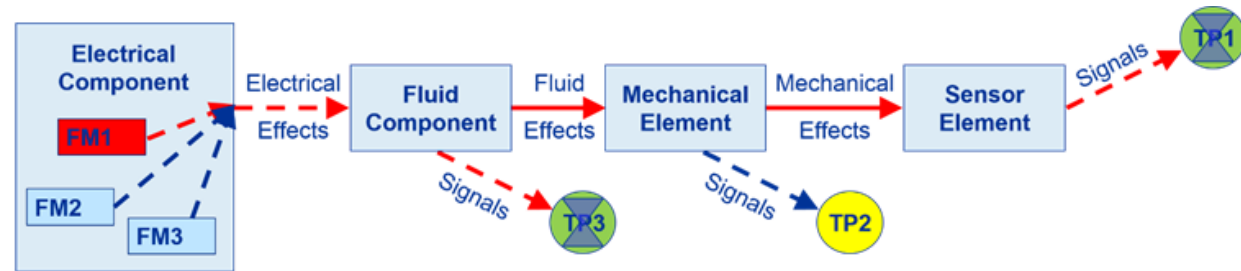 Electrical
Component
FM1
FM2
FM3
Electrical
Effects
Fluid
Component
Fluid
Effects
Mechanical
Element
Mechanical
Effects
Sensor
Element
Signals
TP1
Signals
TP3
Signals
TP2